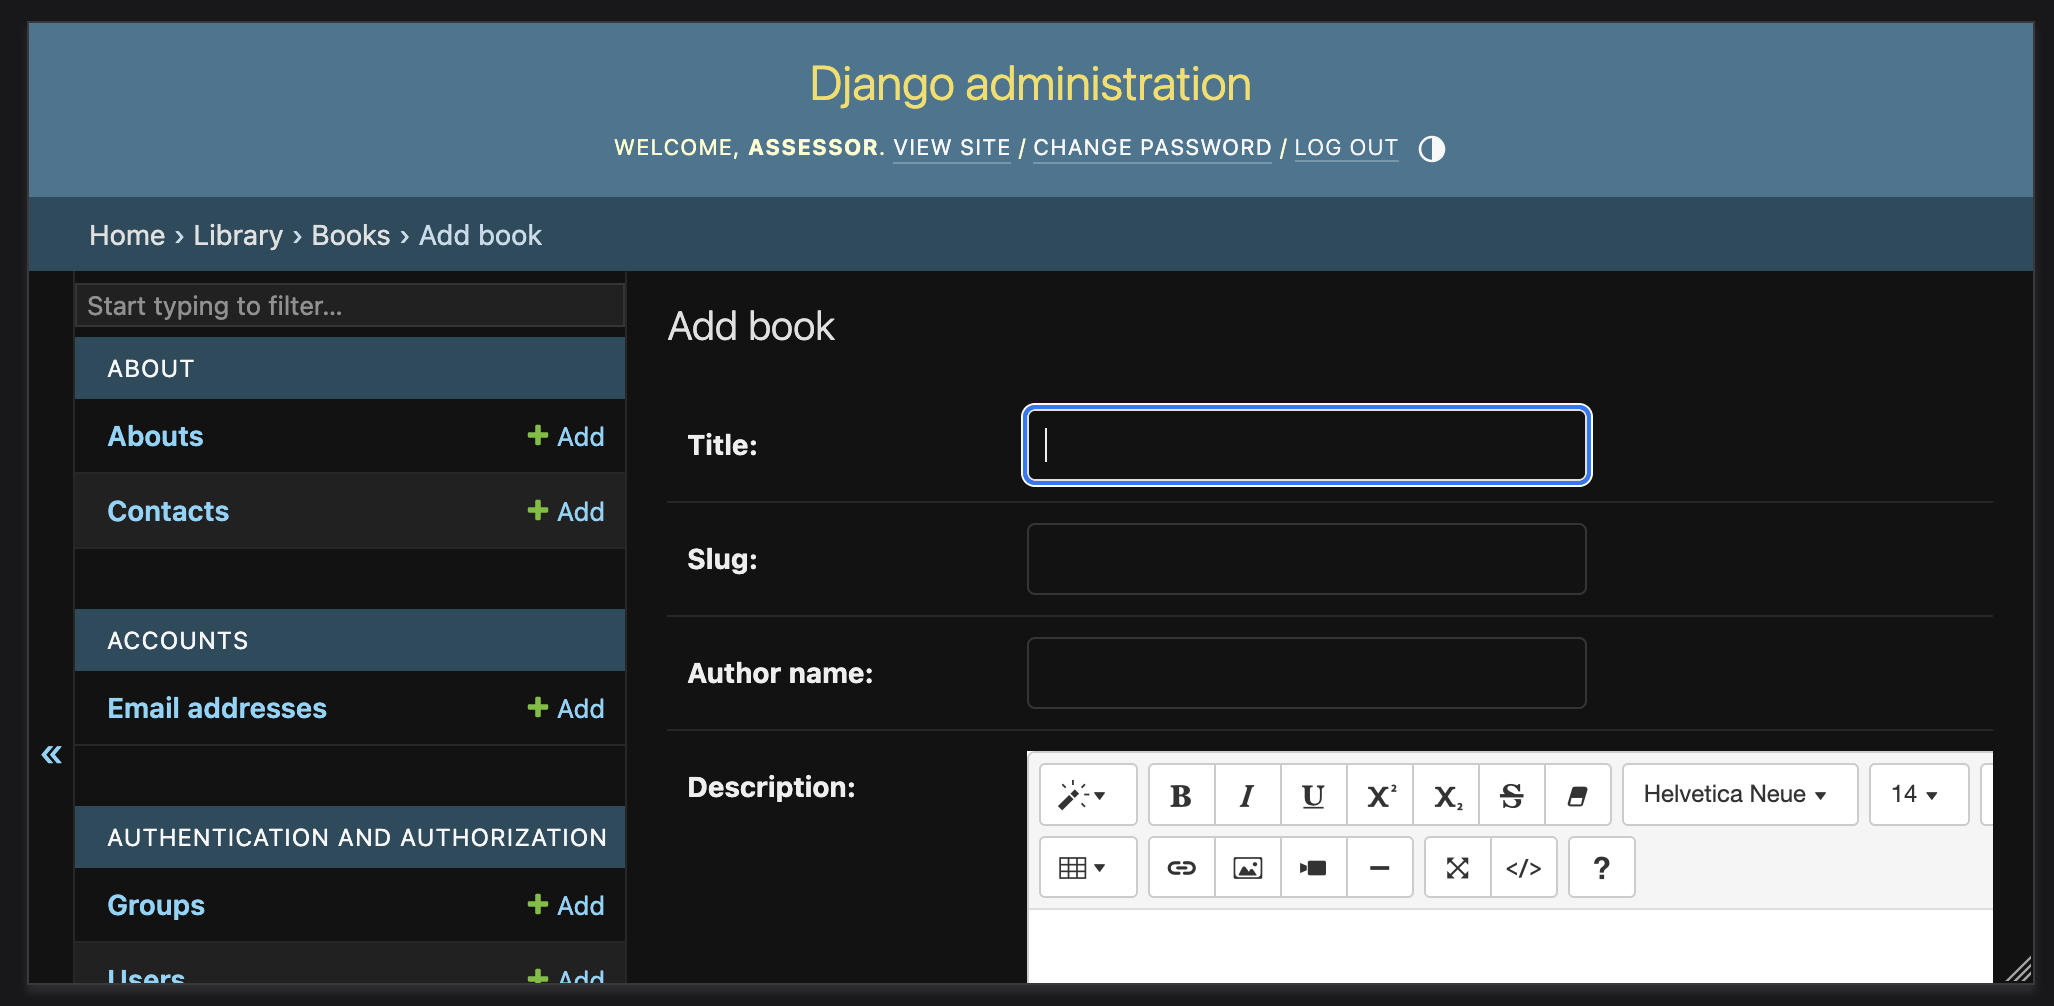 Django administration
WELCOME, ASSESSOR. VIEW SITE / CHANGE PASSWORD / LOG OUT
Home › Library › Books › Add book
Start typing to filter...
ABOUT
Abouts + Add
Contacts + Add
ACCOUNTS
Email addresses + Add
«
AUTHENTICATION AND AUTHORIZATION
Groups + Add
Users + Add
Add book
Title:
Slug:
Author name:
Description:
B I U X² X₂ S Helvetica Neue 14
</> ?